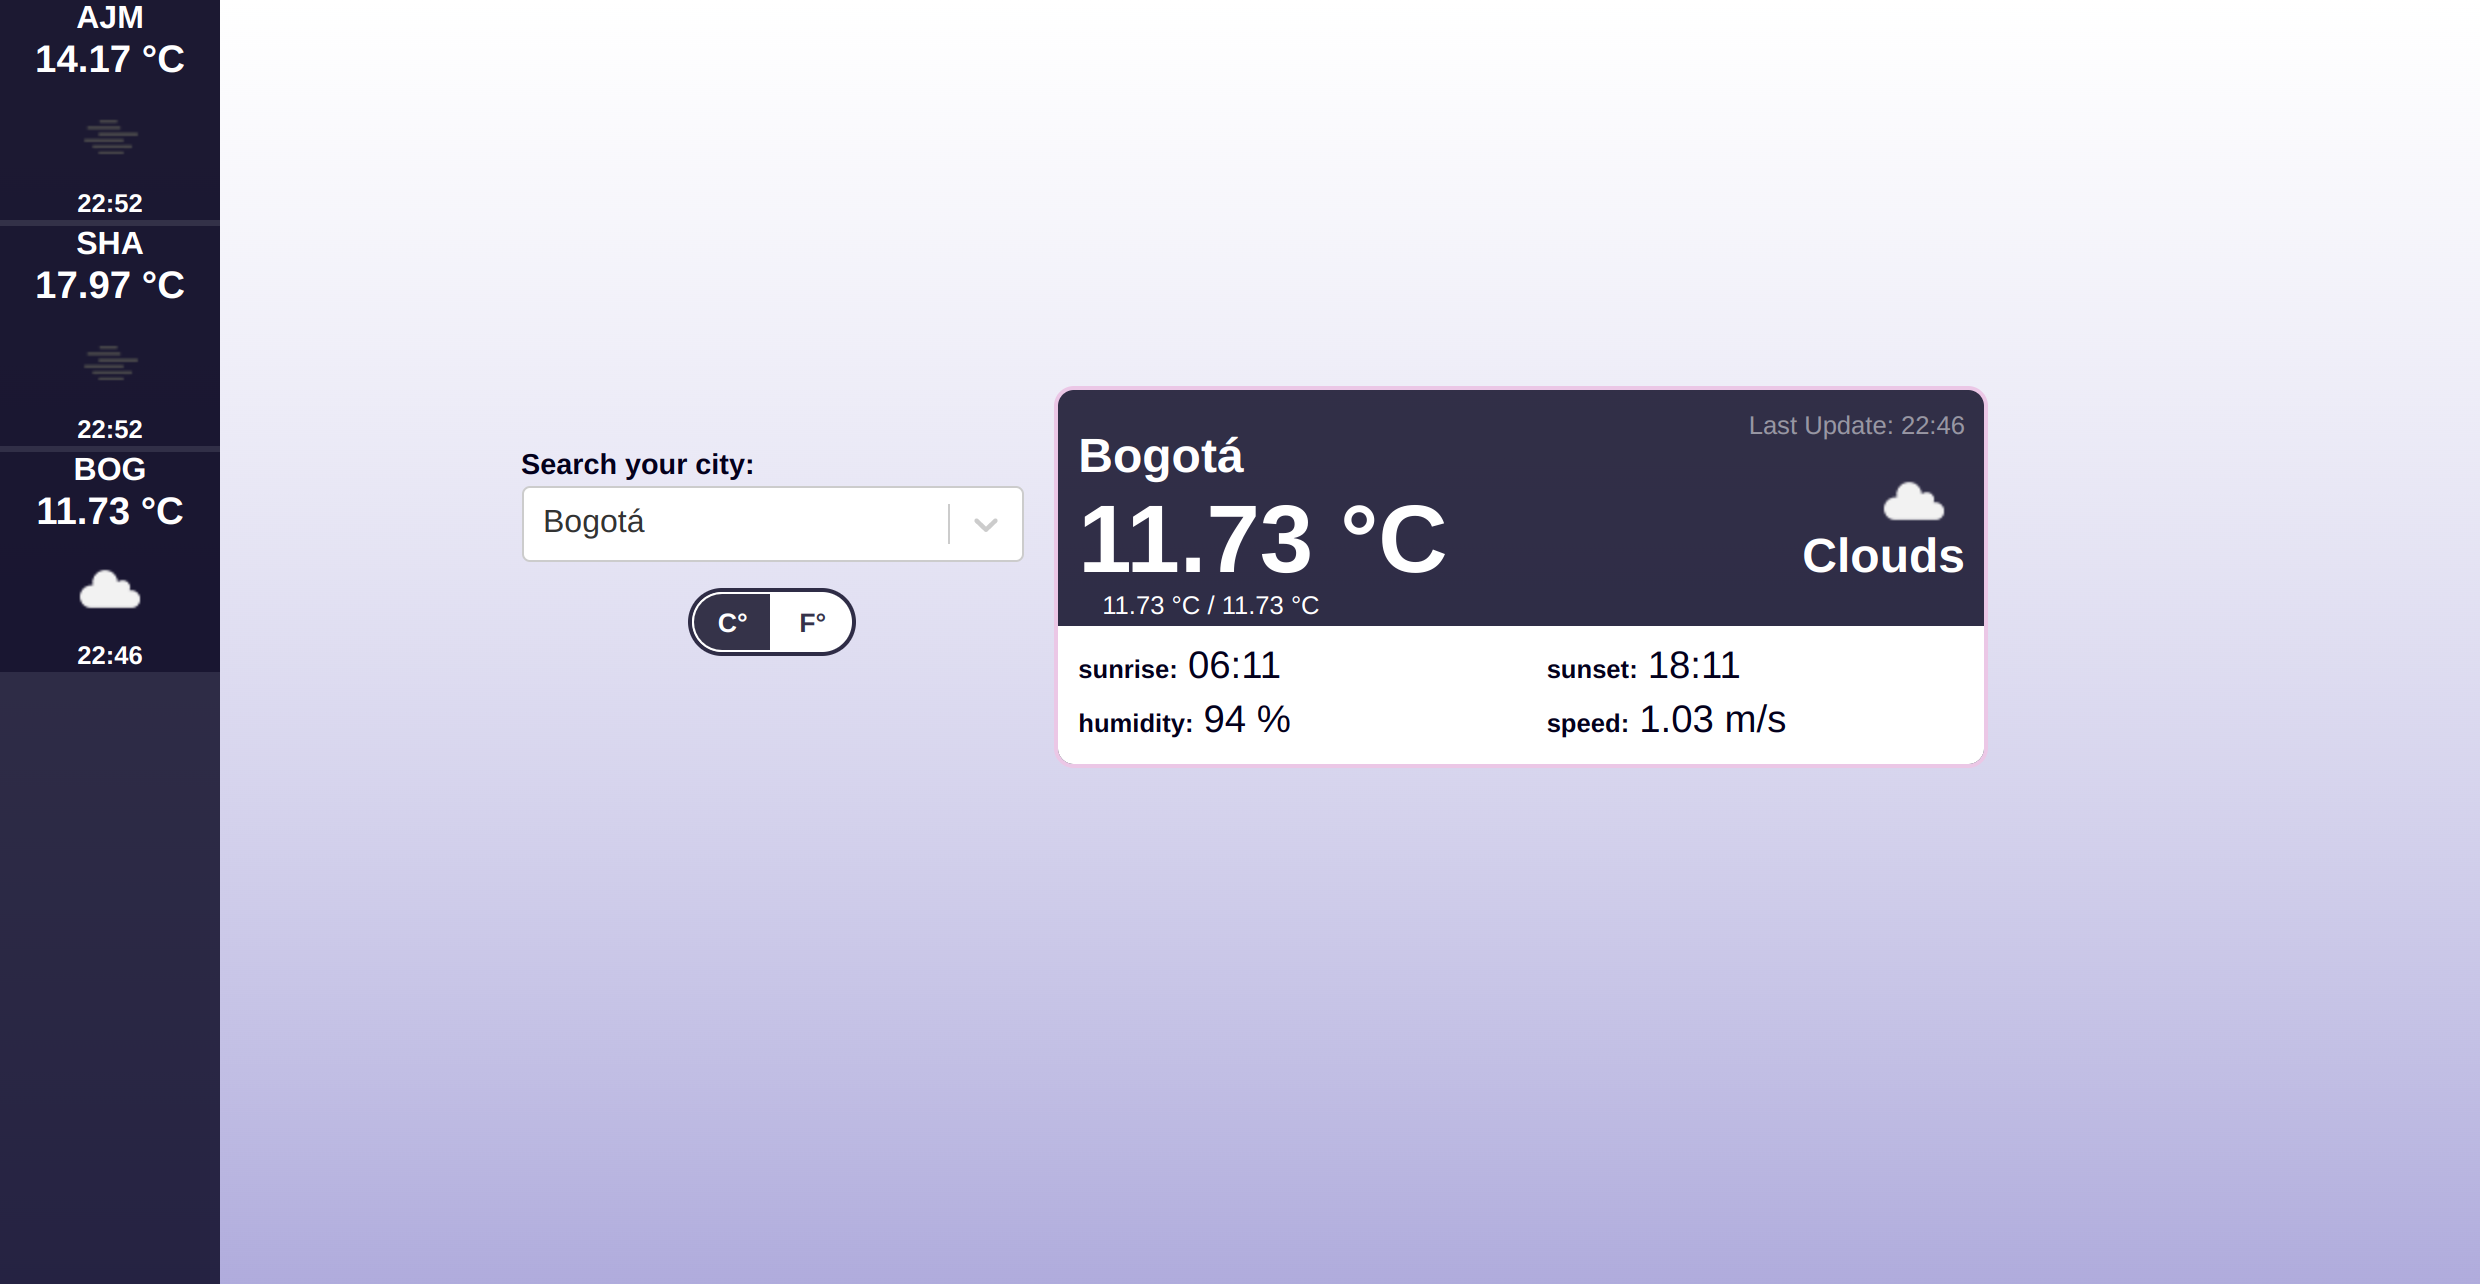 AJM
14.17 °C
22:52
SHA
17.97 °C
22:52
BOG
11.73 °C
22:46
Search your city:
Bogotá
C° F°
Last Update: 22:46
Bogotá
11.73 °C
Clouds
11.73 °C / 11.73 °C
sunrise: 06:11 sunset: 18:11
humidity: 94 % speed: 1.03 m/s